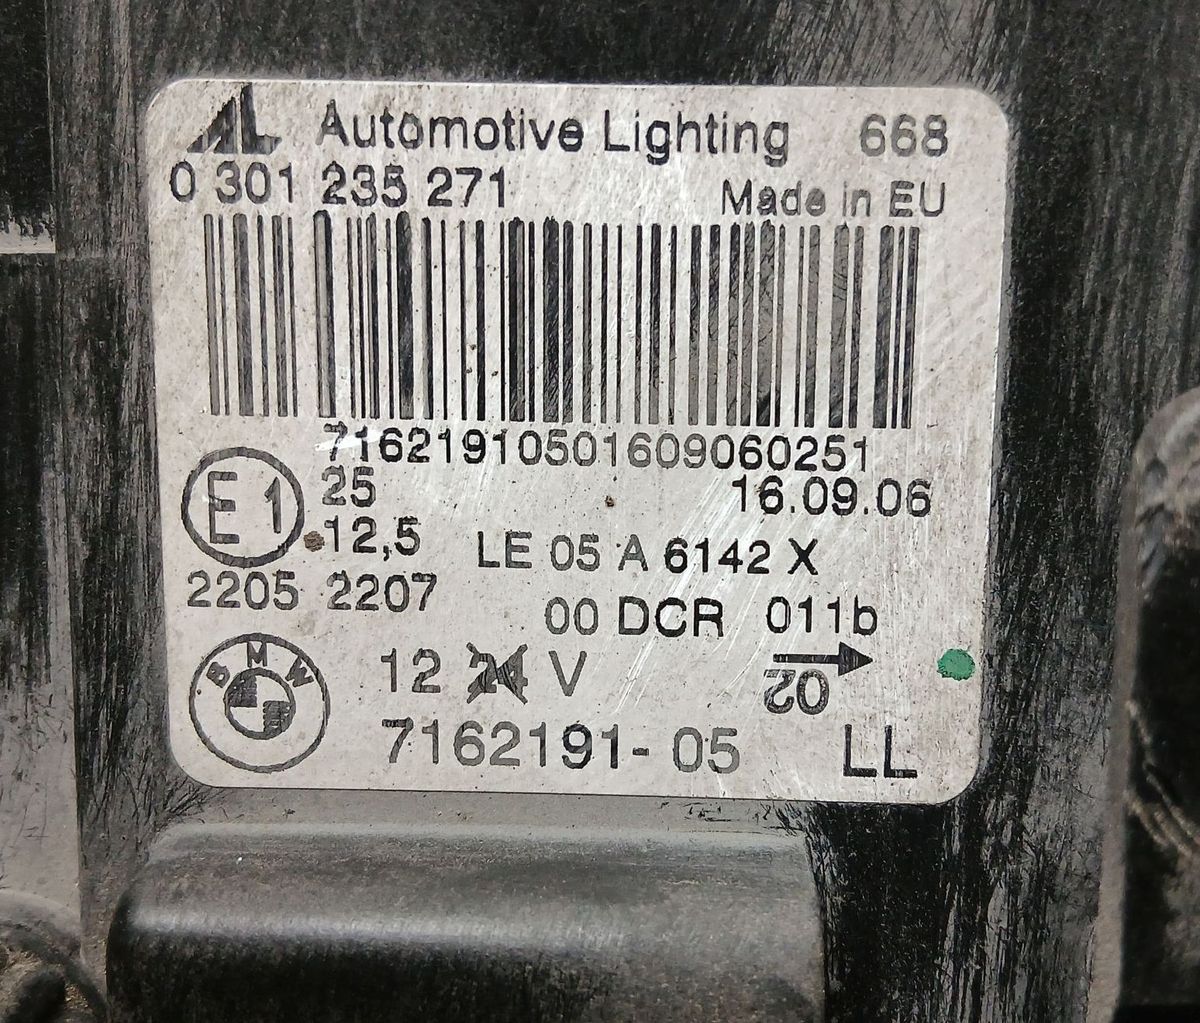 AL Automotive Lighting 668
0 301 235 271 Made in EU
71621910501609060251
E1 25 16.09.06
12,5 LE 05 A 6142 X
2205 2207 00 DCR 011b
BMW 12 24 V 02
7162191-05 LL